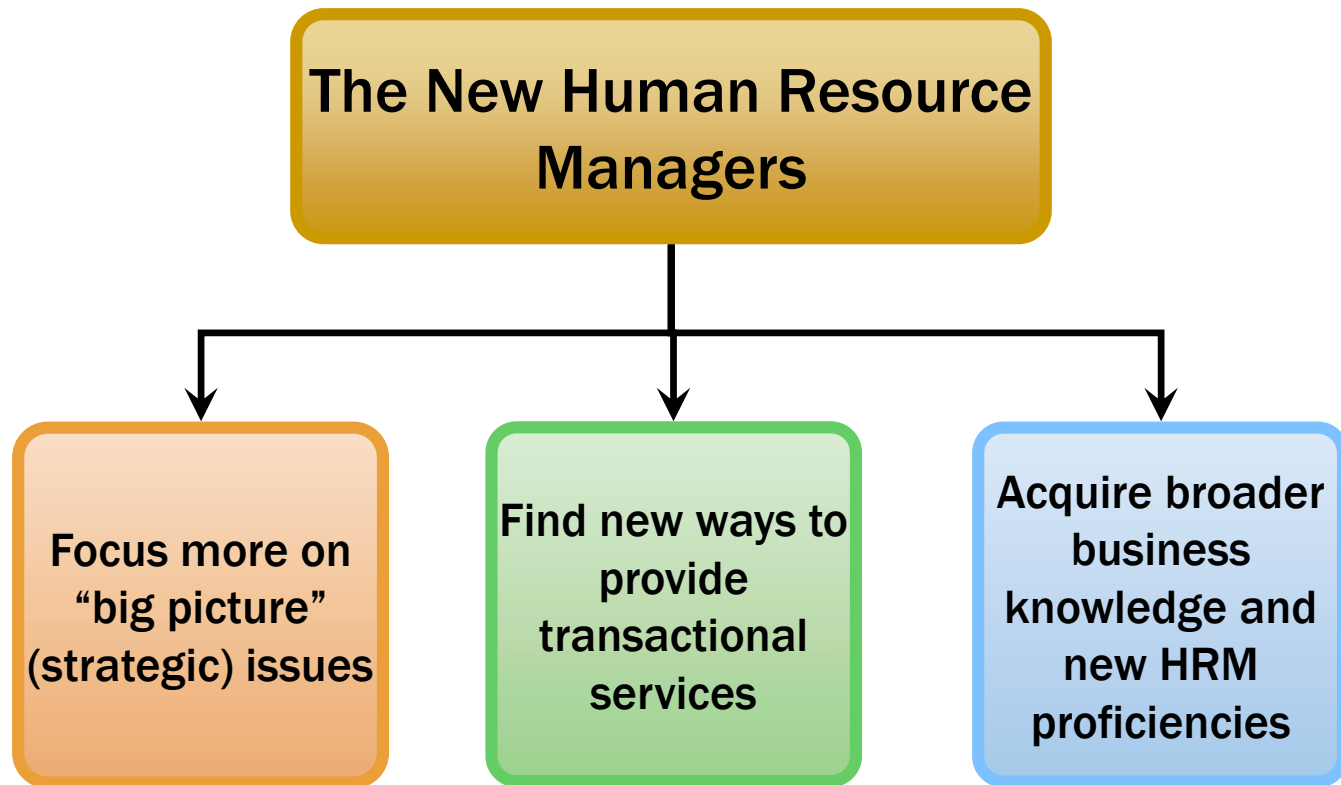 The New Human Resource
Managers
Focus more on
“big picture”
(strategic) issues
Find new ways to
provide
transactional
services
Acquire broader
business
knowledge and
new HRM
proficiencies